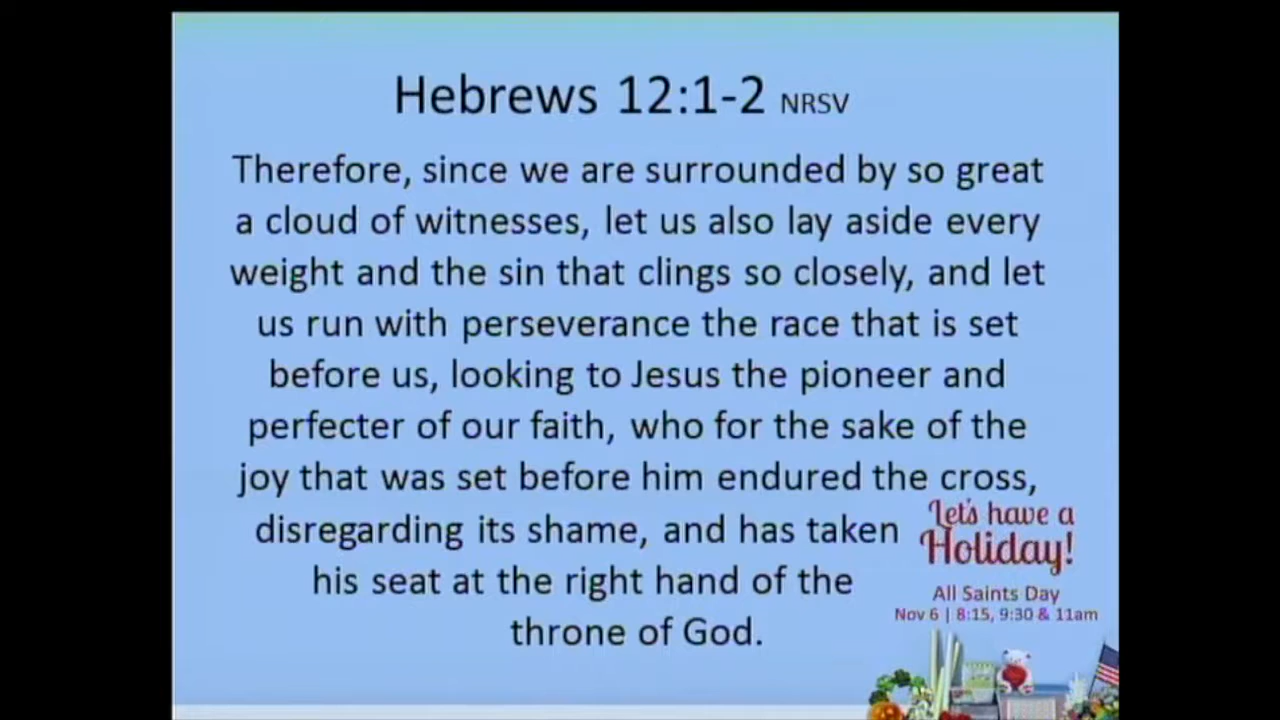 Hebrews 12:1-2 NRSV
Therefore, since we are surrounded by so great
a cloud of witnesses, let us also lay aside every
weight and the sin that clings so closely, and let
us run with perseverance the race that is set
before us, looking to Jesus the pioneer and
perfecter of our faith, who for the sake of the
joy that was set before him endured the cross,
disregarding its shame, and has taken
his seat at the right hand of the
throne of God.
Let's have a
Holiday!
All Saints Day
Nov 6 | 8:15, 9:30 & 11am